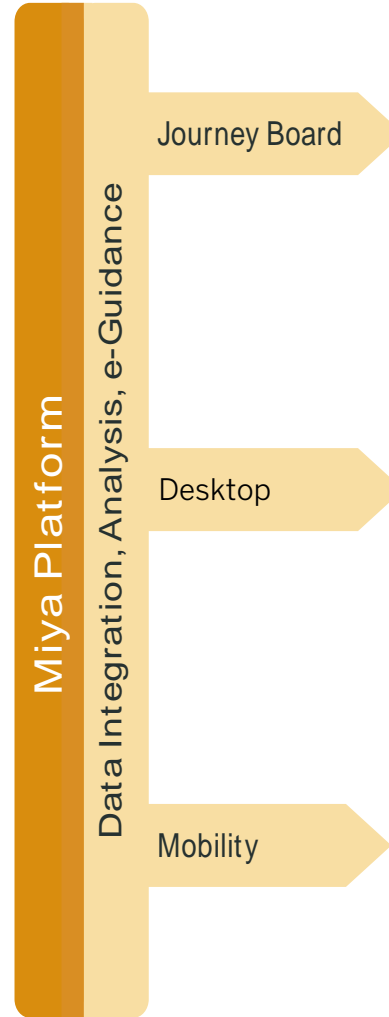 Miya Platform
Data Integration, Analysis, e-Guidance
Journey Board
Desktop
Mobility